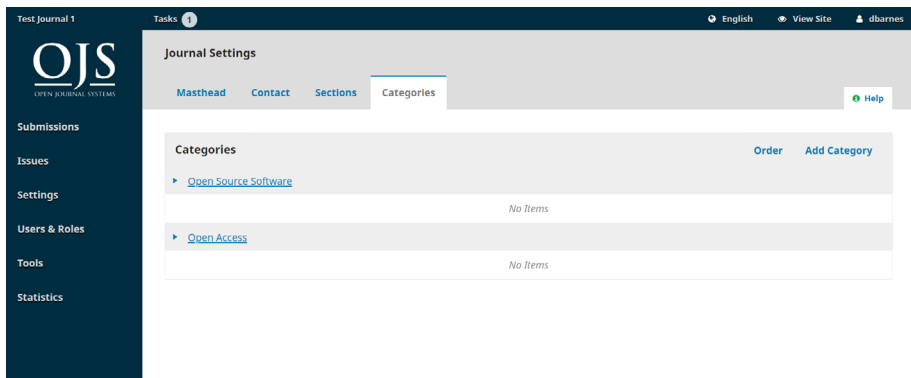 Test Journal 1
Tasks 1
English
View Site
dbarnes
OJS
OPEN JOURNAL SYSTEMS
Submissions
Issues
Settings
Users & Roles
Tools
Statistics
Journal Settings
Masthead Contact Sections Categories
Help
Categories
Order Add Category
Open Source Software
No Items
Open Access
No Items